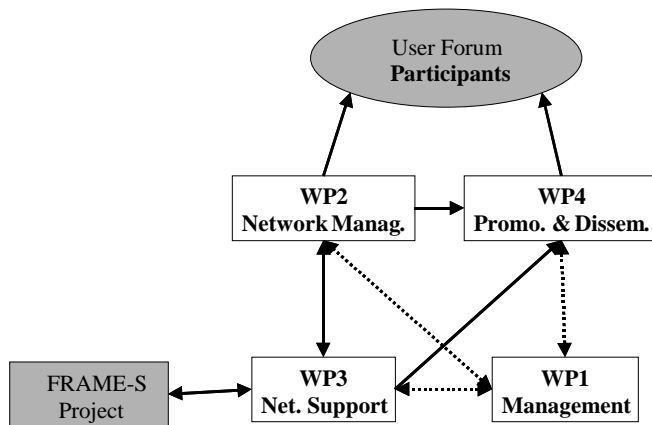 User Forum
Participants
WP2
Network Manag.
WP4
Promo. & Dissem.
FRAME-S
Project
WP3
Net. Support
WP1
Management